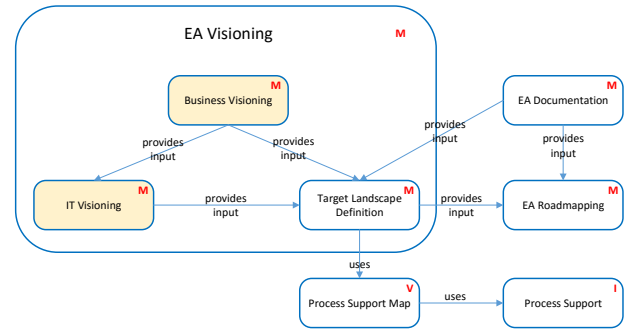 EA Visioning M
M
Business Visioning
M
EA Documentation
provides
input
provides
input
provides
input
provides
input
M
IT Visioning
provides
input
M
Target Landscape
Definition
provides
input
M
EA Roadmapping
uses
V
Process Support Map
uses
I
Process Support